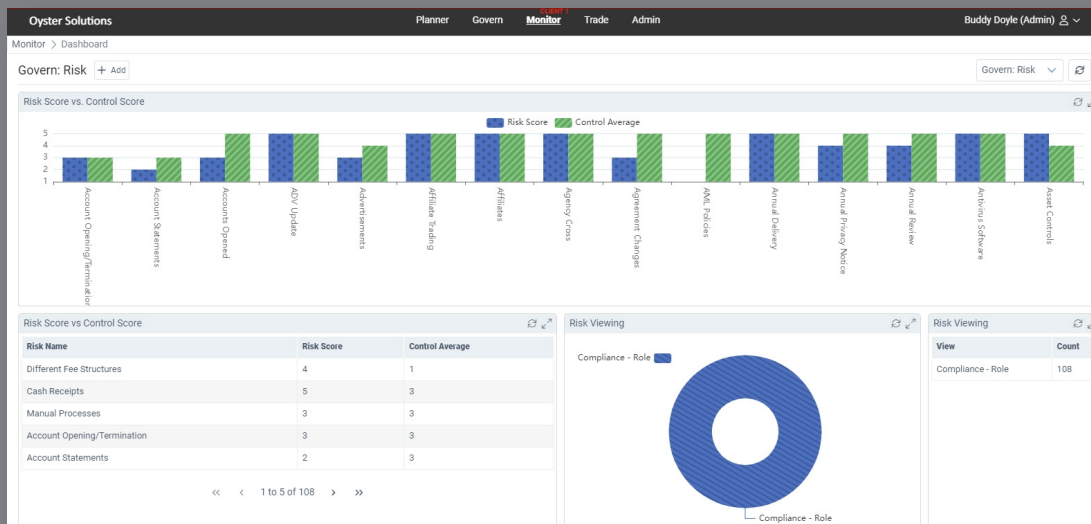 CLIENT 1
Oyster Solutions Planner Govern Monitor Trade Admin Buddy Doyle (Admin)
Monitor > Dashboard
Govern: Risk + Add Govern: Risk
Risk Score vs. Control Score
Risk Score Control Average
5
4
3
2
1
Account Opening/Termination
Account Statements
Accounts Opened
ADV Update
Advertisements
Affiliate Trading
Affiliates
Agency Cross
Agreement Changes
AML Policies
Annual Delivery
Annual Privacy Notice
Annual Review
Antivirus Software
Asset Controls
Risk Score vs Control Score
Risk Name Risk Score Control Average
Different Fee Structures 4 1
Cash Receipts 5 3
Manual Processes 3 3
Account Opening/Termination 3 3
Account Statements 2 3
<< < 1 to 5 of 108 > >>
Risk Viewing
Compliance - Role
Compliance - Role
Risk Viewing
View Count
Compliance - Role 108